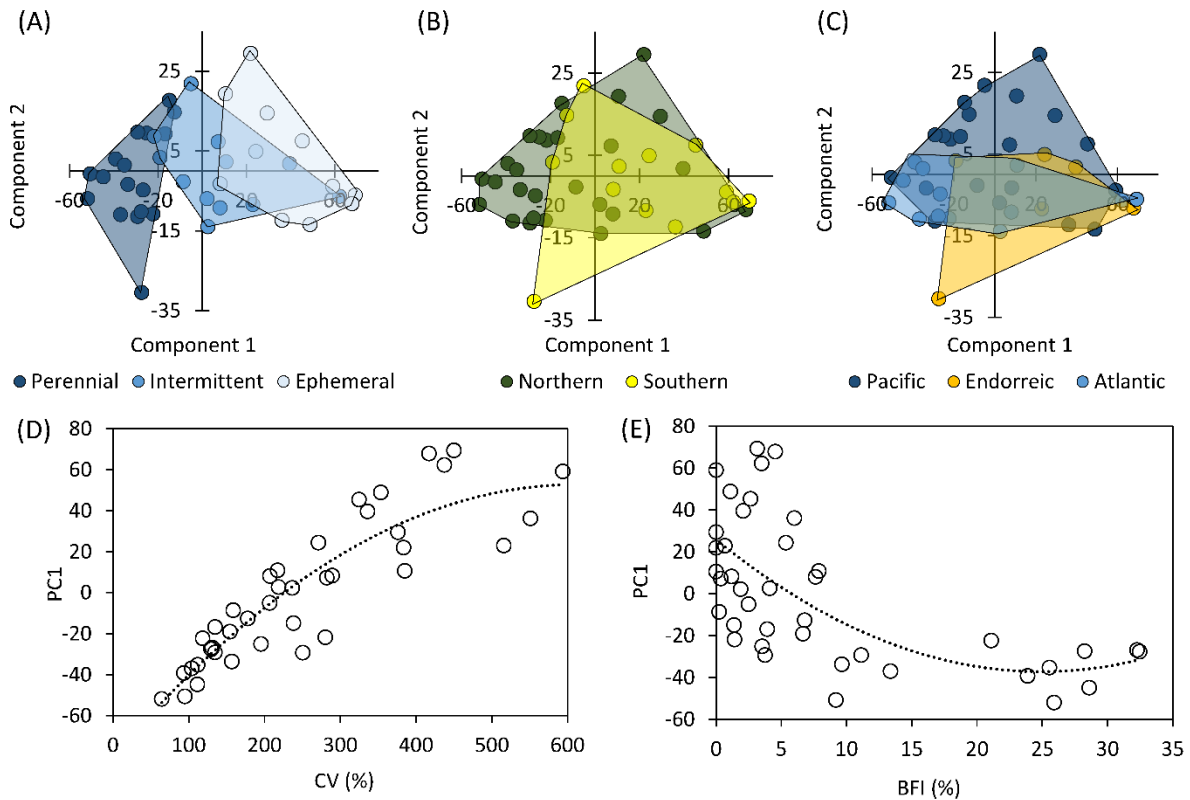 (A) (B) (C)
Component 2 Component 2 Component 2
25 25 25
5 5 5
-60 -20 20 60 -60 -20 20 60 -60 -20 20 60
-5 -5 -5
-15 -15 -15
-35 -35 -35
Component 1 Component 1 Component 1
Perennial Intermittent Ephemeral Northern Southern Pacific Endorreic Atlantic
(D) (E)
PC1 PC1
80 80
60 60
40 40
20 20
0 0
-20 -20
-40 -40
-60 -60
0 100 200 300 400 500 600 0 5 10 15 20 25 30 35
CV (%) BFI (%)